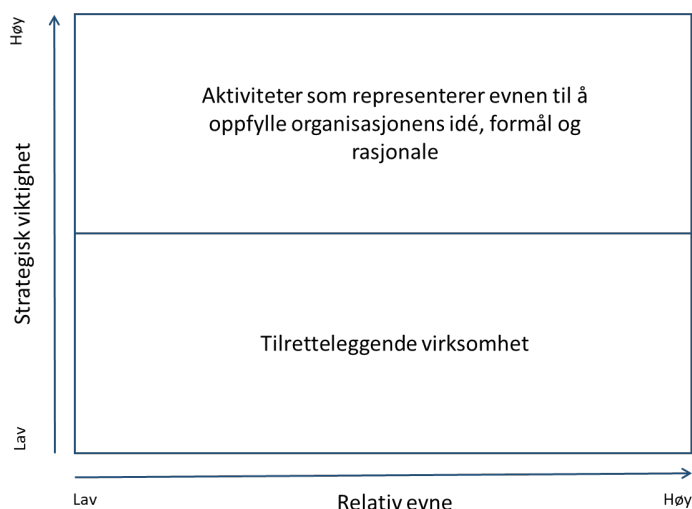 Høy
Strategisk viktighet
Lav
Aktiviteter som representerer evnen til å
oppfylle organisasjonens idé, formål og
rasjonale
Tilretteleggende virksomhet
Lav
Relativ evne
Høy